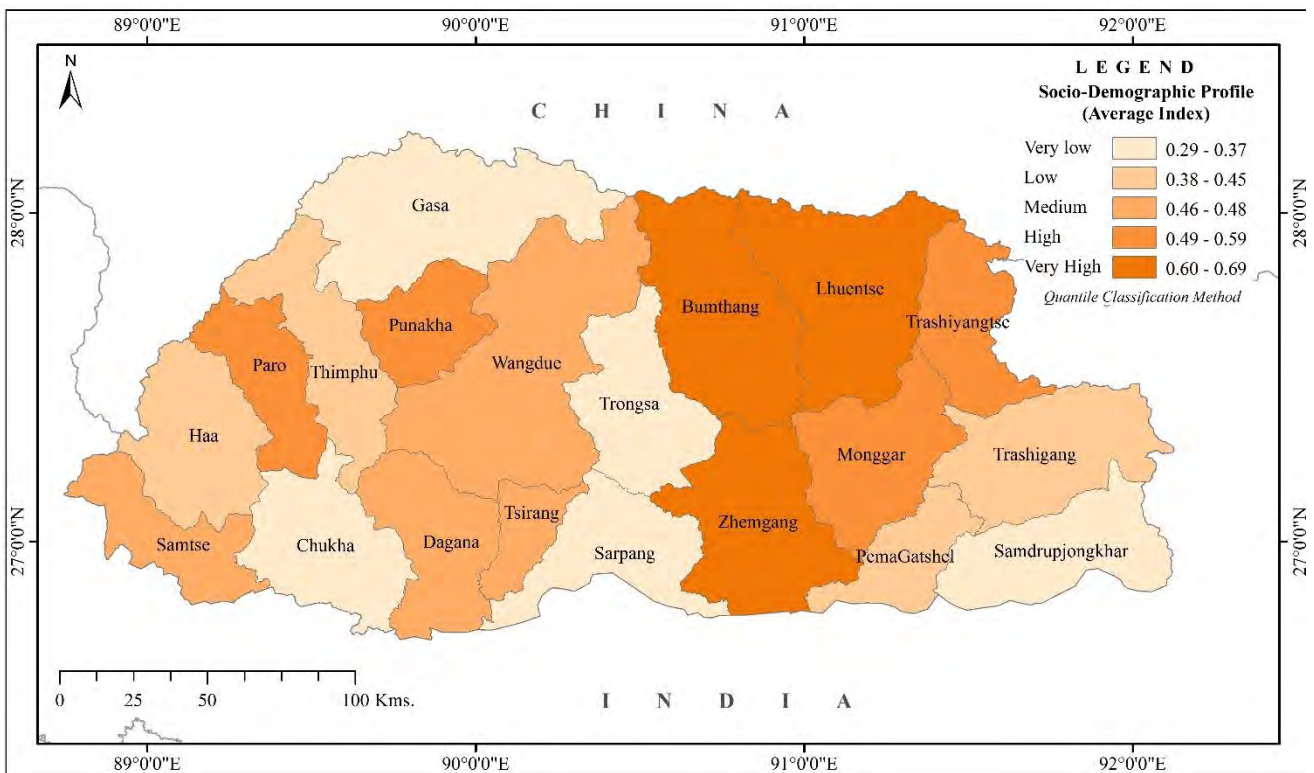 89°0'0"E 90°0'0"E 91°0'0"E 92°0'0"E
N
L E G E N D
Socio-Demographic Profile
(Average Index)
Very low 0.29 - 0.37
Low 0.38 - 0.45
Medium 0.46 - 0.48
High 0.49 - 0.59
Very High 0.60 - 0.69
Quantile Classification Method
C H I N A
28°0'0"N
28°0'0"N
Gasa
Bumthang
Lhuentse
Trashiyangtse
Punakha
Wangdue
Paro
Thimphu
Trongsa
Haa
Monggar
Trashigang
Zhemgang
Tsirang
Samtse
Chukha
Dagana
Sarpang
PemaGatshel
Samdrupjongkhar
27°0'0"N
27°0'0"N
0 25 50 100 Kms.
I N D I A
89°0'0"E 90°0'0"E 91°0'0"E 92°0'0"E